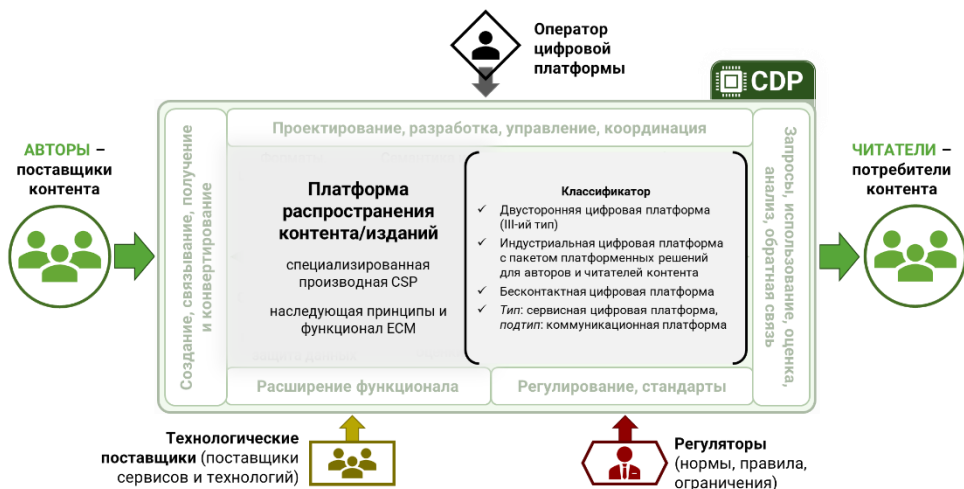 Оператор
цифровой
платформы
CDP
АВТОРЫ –
поставщики
контента
Создание, связывание, получение
и конвертирование
Проектирование, разработка, управление, координация
Платформа
распространения
контента/изданий
специализированная
производная CSP
наследующая принципы и
функционал ECM
Классификатор
✓ Двусторонняя цифровая платформа
(III-ий тип)
✓ Индустриальная цифровая платформа
с пакетом платформенных решений
для авторов и читателей контента
✓ Бесконтактная цифровая платформа
✓ Тип: сервисная цифровая платформа,
подтип: коммуникационная платформа
Запросы, использование, оценка,
анализ, обратная связь
ЧИТАТЕЛИ –
потребители
контента
Расширение функционала
Регулирование, стандарты
Технологические
поставщики (поставщики
сервисов и технологий)
Регуляторы
(нормы, правила,
ограничения)